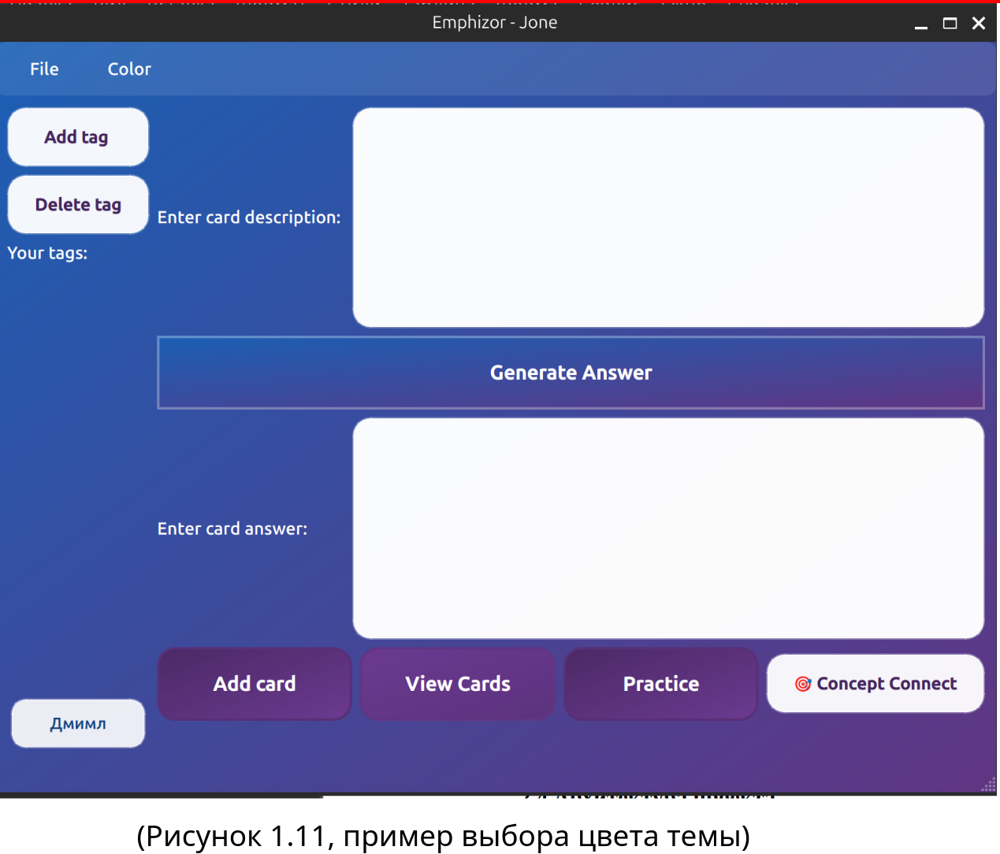 Emphizor - Jone
File Color
Add tag
Delete tag
Enter card description:
Your tags:
Generate Answer
Enter card answer:
Add card View Cards Practice 🎯 Concept Connect
Дмимл
(Рисунок 1.11, пример выбора цвета темы)